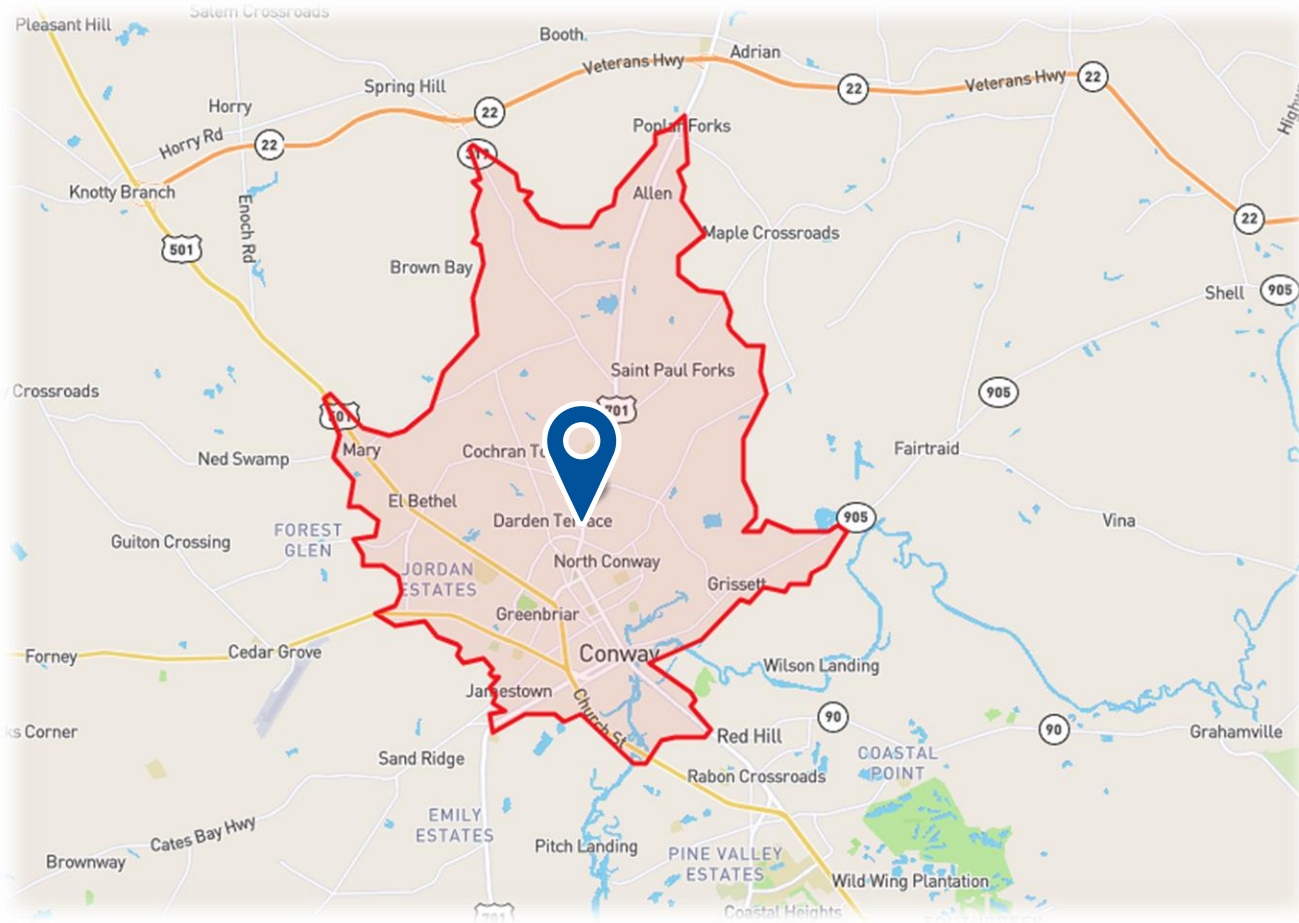 Salem Crossroads
Pleasant Hill
Booth
Adrian
Veterans Hwy
Spring Hill
22
Veterans Hwy
22
Horry
22
Horry Rd
22
Poplar Forks
Knotty Branch
Allen
Enoch Rd
22
501
Maple Crossroads
Brown Bay
Shell
905
Saint Paul Forks
Crossroads
905
501
701
Mary
Cochran
Ned Swamp
Fairtraid
El Bethel
905
Vina
Darden Terrace
FOREST
GLEN
Guiton Crossing
North Conway
JORDAN
ESTATES
Grissett
Greenbriar
Cedar Grove
Forney
Conway
Wilson Landing
Jamestown
Church St
90
90
Corner
Red Hill
Grahamville
Sand Ridge
COASTAL
POINT
Rabon Crossroads
EMILY
ESTATES
Cates Bay Hwy
Pitch Landing
PINE VALLEY
ESTATES
Brownway
Wild Wing Plantation
Coastal Heights
701